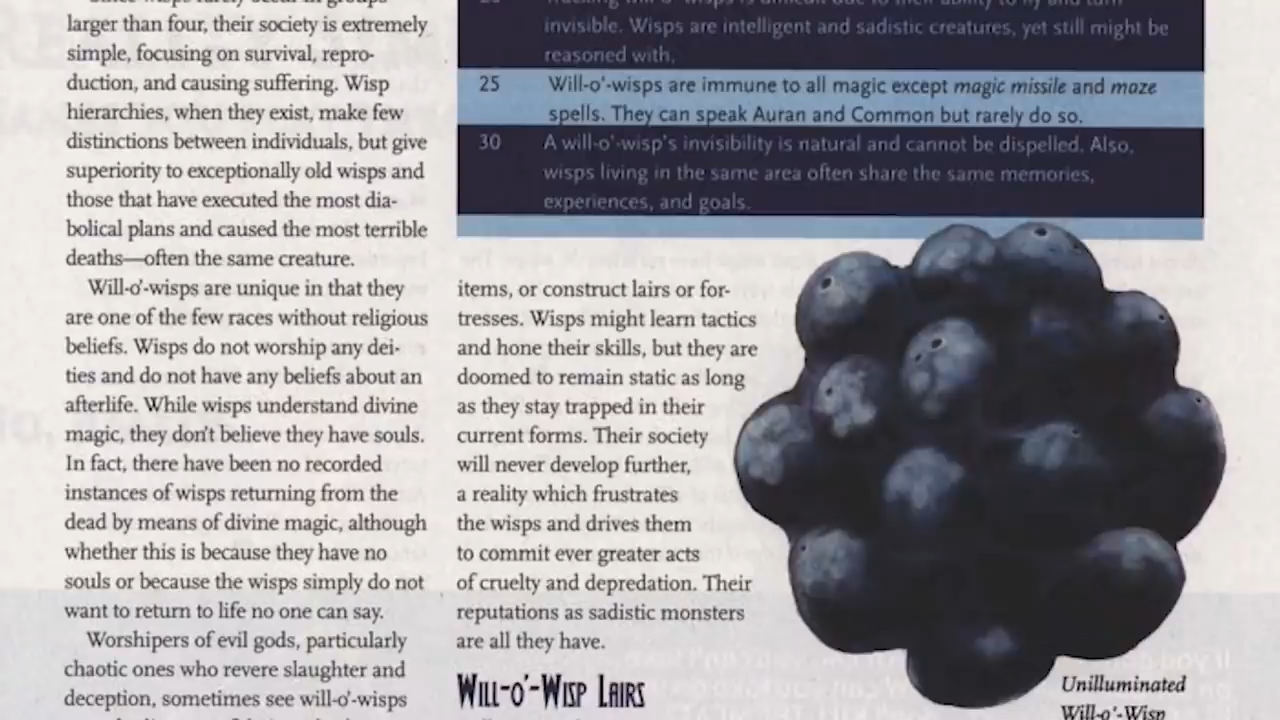 larger than four, their society is extremely
simple, focusing on survival, repro-
duction, and causing suffering. Wisp
hierarchies, when they exist, make few
distinctions between individuals, but give
superiority to exceptionally old wisps and
those that have executed the most dia-
bolical plans and caused the most terrible
deaths—often the same creature.
Will-o'-wisps are unique in that they
are one of the few races without religious
beliefs. Wisps do not worship any dei-
ties and do not have any beliefs about an
afterlife. While wisps understand divine
magic, they don't believe they have souls.
In fact, there have been no recorded
instances of wisps returning from the
dead by means of divine magic, although
whether this is because they have no
souls or because the wisps simply do not
want to return to life no one can say.
Worshipers of evil gods, particularly
chaotic ones who revere slaughter and
deception, sometimes see will-o'-wisps
invisible. Wisps are intelligent and sadistic creatures, yet still might be
reasoned with.
25 Will-o'-wisps are immune to all magic except magic missile and maze
spells. They can speak Auran and Common but rarely do so.
30 A will-o'-wisp's invisibility is natural and cannot be dispelled. Also,
wisps living in the same area often share the same memories,
experiences, and goals.
items, or construct lairs or for-
tresses. Wisps might learn tactics
and hone their skills, but they are
doomed to remain static as long
as they stay trapped in their
current forms. Their society
will never develop further,
a reality which frustrates
the wisps and drives them
to commit ever greater acts
of cruelty and depredation. Their
reputations as sadistic monsters
are all they have.
Will-o'-Wisp Lairs
Unilluminated
Will-o'-Wisp